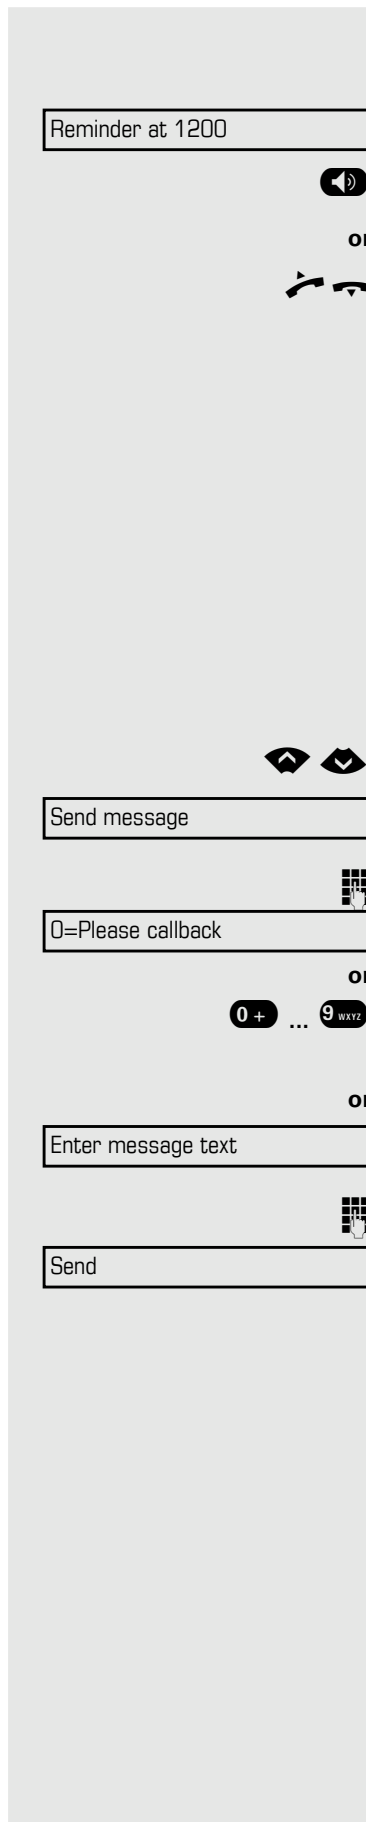 Reminder at 1200
or
Send message
0=Please callback
or
0 + ... 9 WXYZ
or
Enter message text
Send